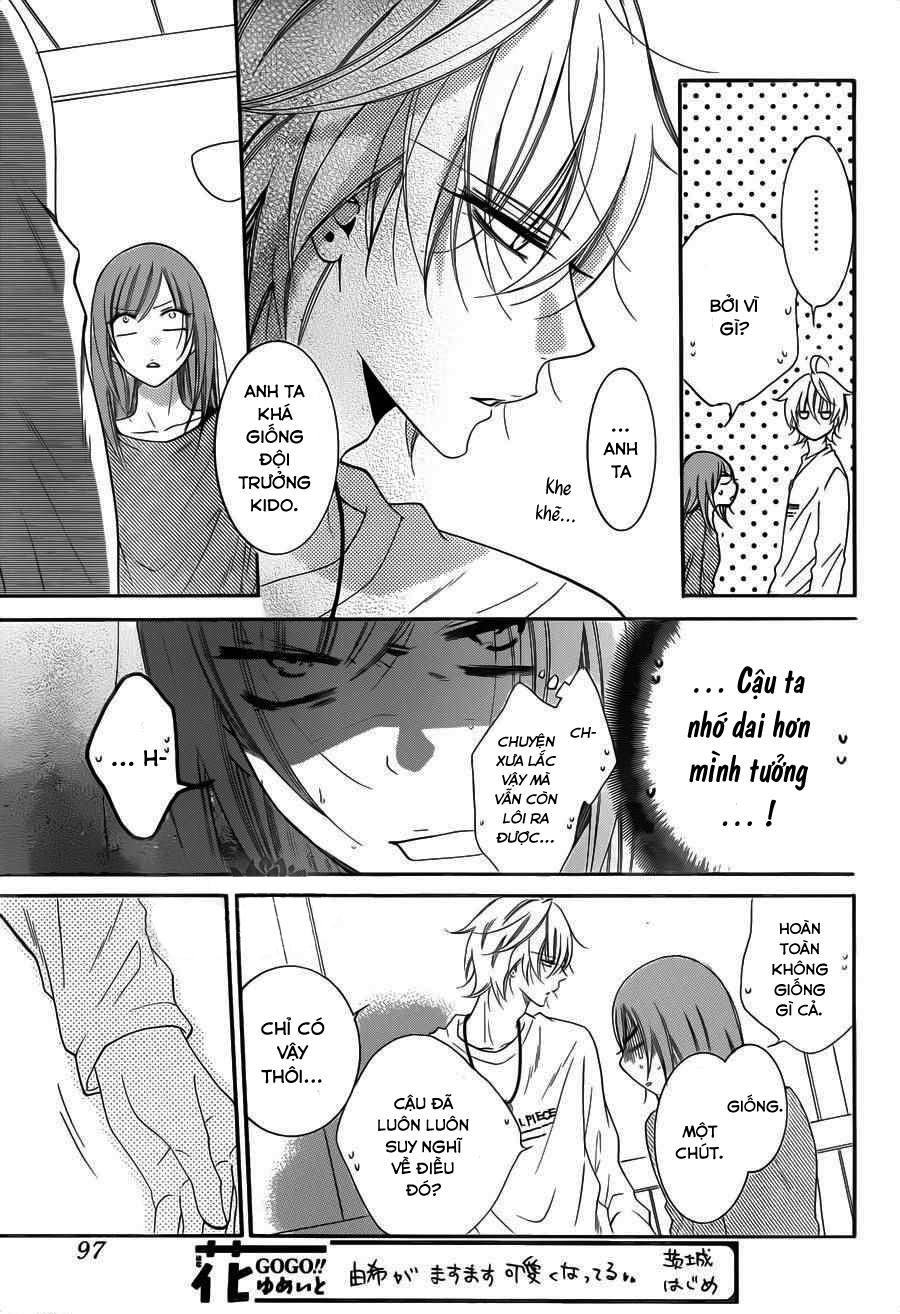 ………
BỞI VÌ
GÌ?
…
ANH
TA
Khe
khẽ...
ANH TA
KHÁ
GIỐNG
ĐỘI
TRƯỞNG
KIDO.
... Cậu ta
nhớ dai hơn
mình tưởng
... !
CH-
CHUYỆN
XƯA LẮC
VẬY MÀ
VẪN CÒN
LÔI RA
ĐƯỢC...
... H-
HOÀN
TOÀN
KHÔNG
GIỐNG
GÌ CẢ.
GIỐNG.
MỘT
CHÚT.
L PIECE
CẬU ĐÃ
LUÔN LUÔN
SUY NGHĨ
VỀ ĐIỀU
ĐÓ?
CHỈ CÓ
VẬY
THÔI...
97
花
GOGO!!
ゆめいと
由希が ますます 可愛くなってる
茨城
はじめ